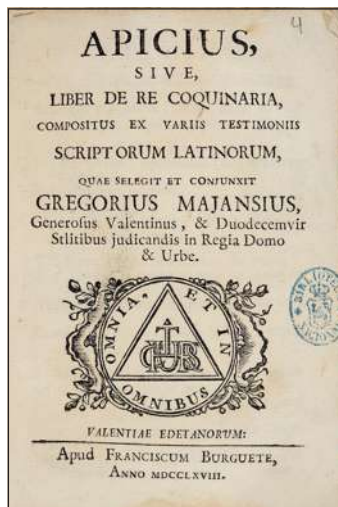 4
APICIUS,
SIVE,
LIBER DE RE COQUINARIA,
COMPOSITUS EX VARIIS TESTIMONIIS
SCRIPTORUM LATINORUM,
QUAE SELEGIT ET CONJUNXIT
GREGORIUS MAJANSIUS,
Generoſus Valentinus, & Duodecemvir
Stlitibus judicandis in Regia Domo
& Urbe.
OMNIA, ET IN
OMNIBUS
VALENTIAE EDETANORUM:
Apud FRANCISCUM BURGUETE,
ANNO MDCCLXVIII.